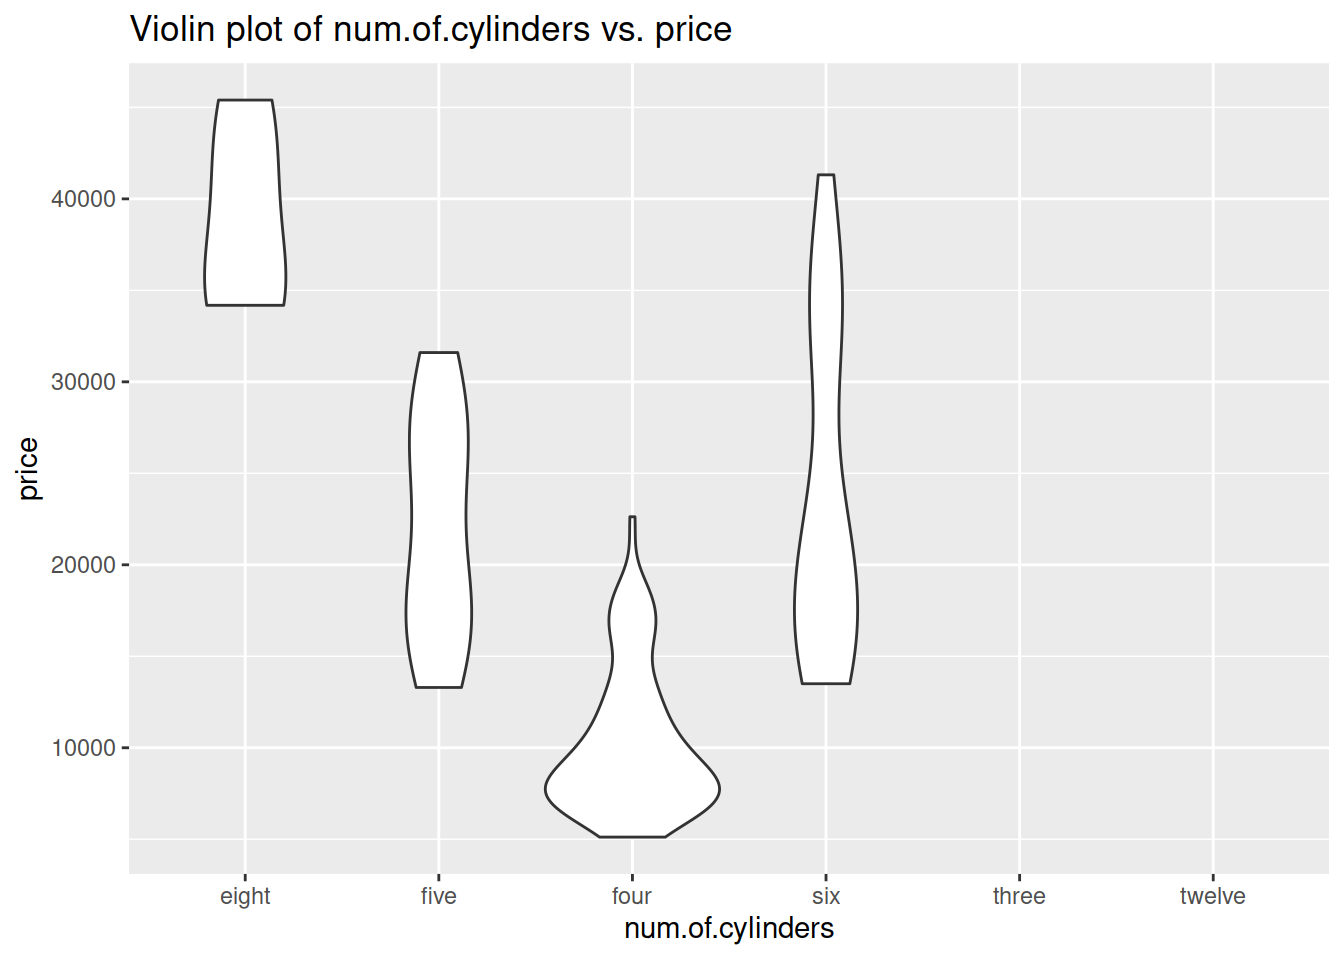 Violin plot of num.of.cylinders vs. price
price
40000
30000
20000
10000
eight five four six three twelve
num.of.cylinders